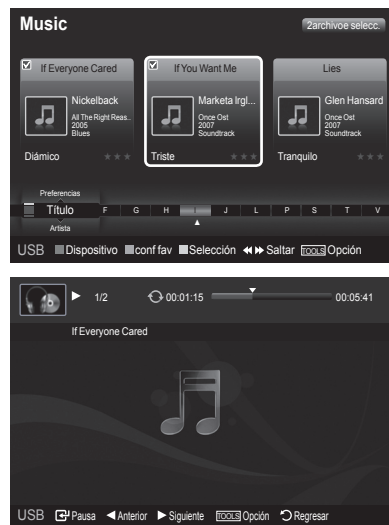 Music
2archivoe selecc.
If Everyone Cared
If You Want Me
Lies
Nickelback
All The Right Reas..
2005
Blues
Marketa Irgl...
Once Ost
2007
Soundtrack
Glen Hansard
Once Ost
2007
Soundtrack
Diámico
Triste
Tranquilo
Preferencias
Título F G H I J L P S T V
Artista
USB Dispositivo conf fav Selección Saltar TOOLS Opción
1/2 00:01:15 00:05:41
If Everyone Cared
USB Pausa Anterior Siguiente TOOLS Opción Regresar